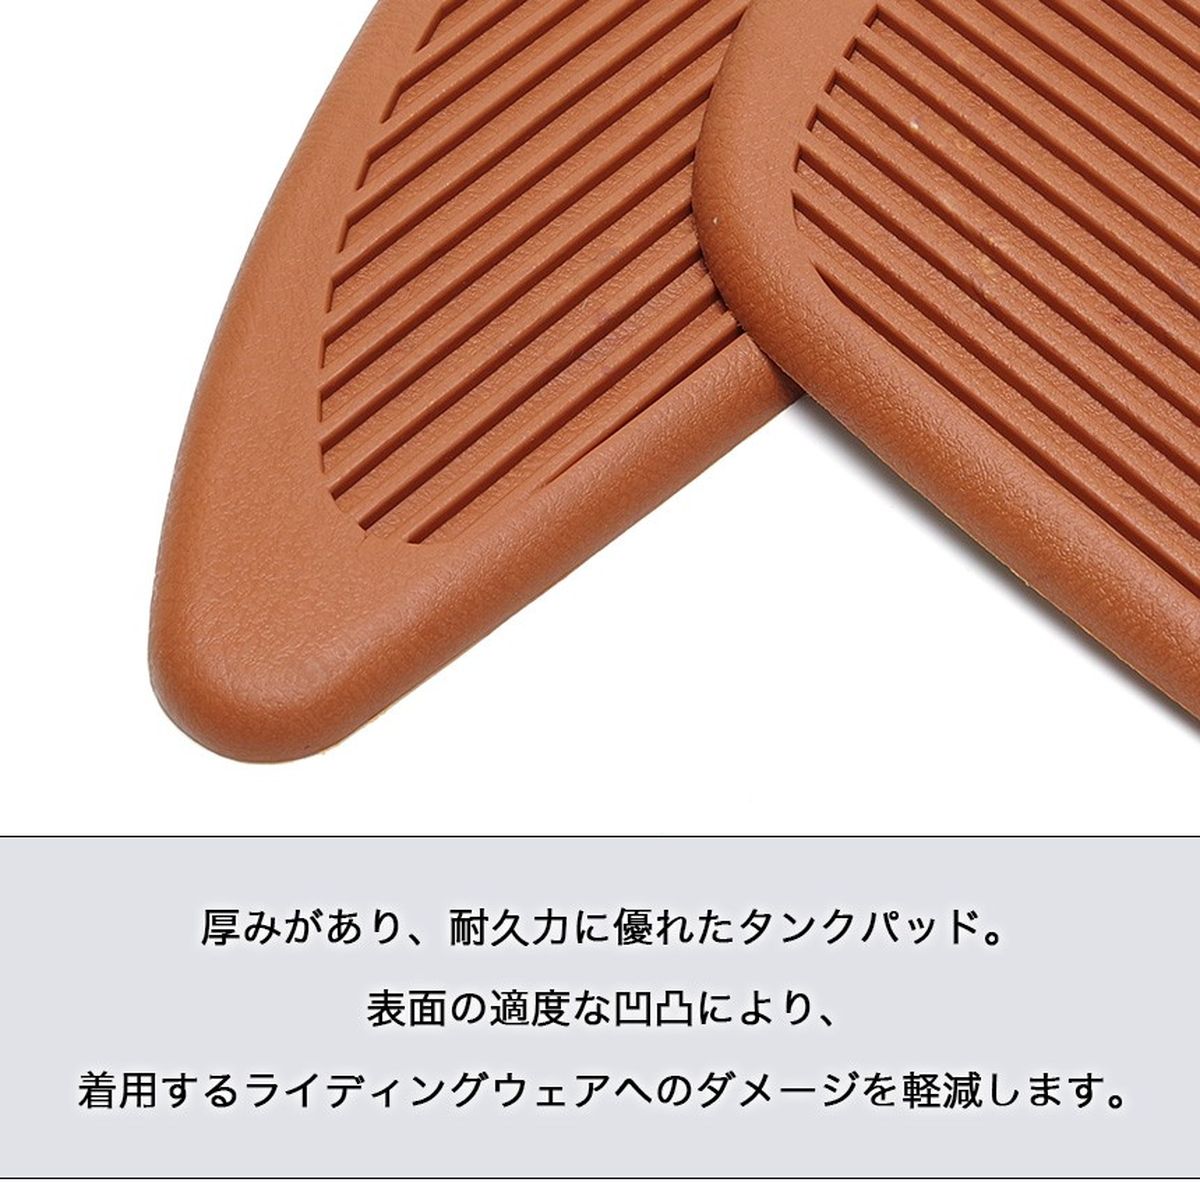 厚みがあり、耐久力に優れたタンクパッド。
表面の適度な凹凸により、
着用するライディングウェアへのダメージを軽減します。